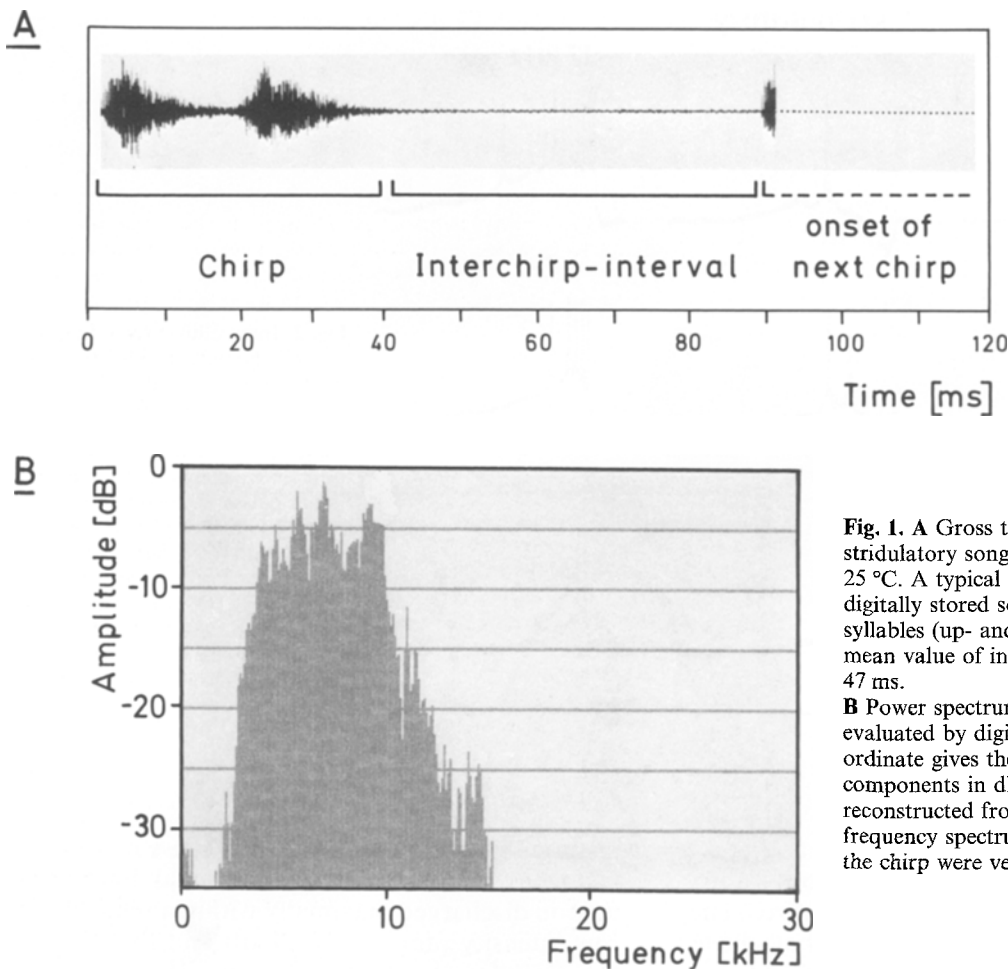 A
Chirp
Interchirp-interval
onset of
next chirp
0 20 40 60 80 100 120
Time [ms]
B
Amplitude [dB]
0
-10
-20
-30
0 10 20 30
Frequency [kHz]
Fig. 1. A Gross t
stridulatory song
25 °C. A typical
digitally stored s
syllables (up- and
mean value of in
47 ms.
B Power spectrum
evaluated by digi
ordinate gives the
components in d
reconstructed fro
frequency spectru
the chirp were ve